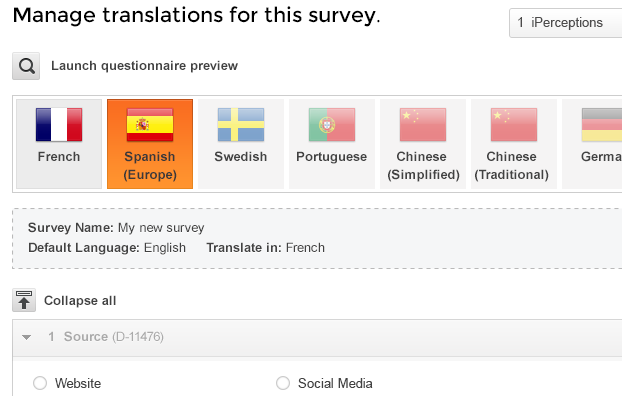 Manage translations for this survey.
1 iPerceptions
Launch questionnaire preview
French
Spanish
(Europe)
Swedish
Portuguese
Chinese
(Simplified)
Chinese
(Traditional)
Germa
Survey Name: My new survey
Default Language: English Translate in: French
Collapse all
1 Source (D-11476)
Website
Social Media